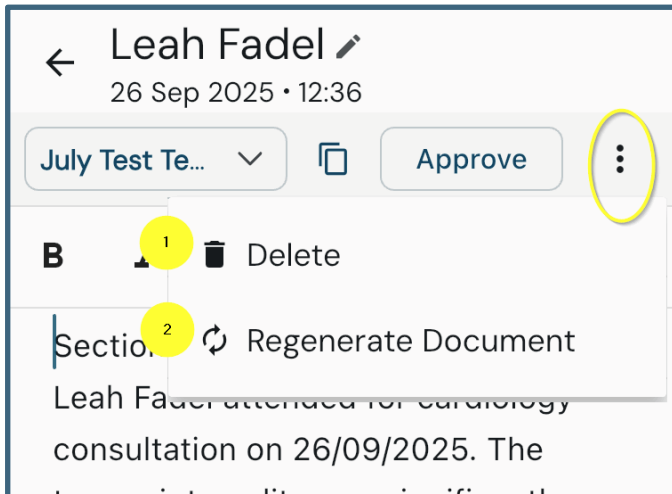 Leah Fadel
26 Sep 2025 • 12:36
July Test Te... Approve
B 1 Delete
2 Regenerate Document
Leah Fadel attended for cardiology
consultation on 26/09/2025. The